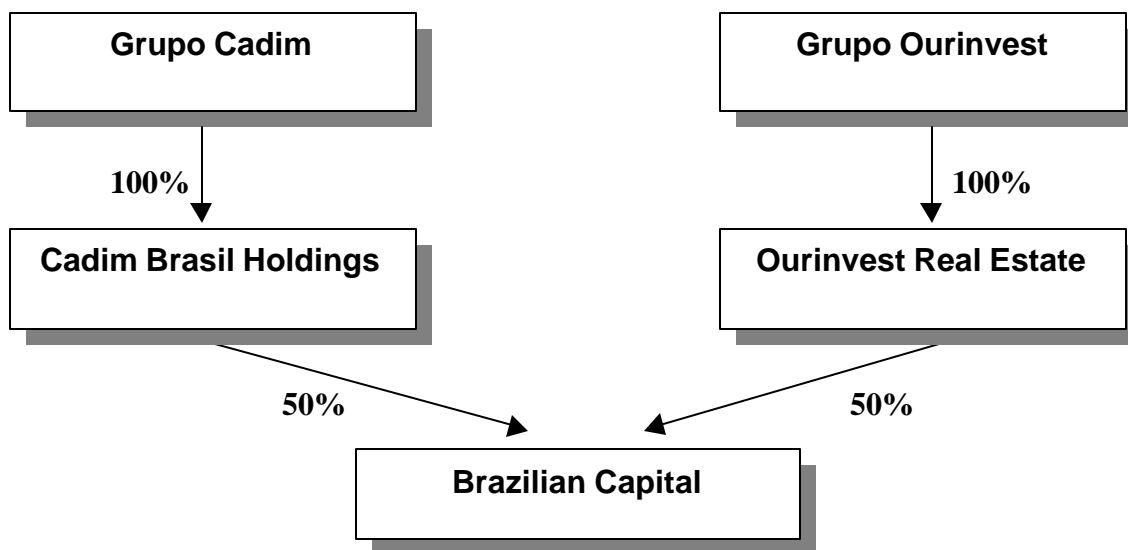 Grupo Cadim
Grupo Ourinvest
100%
100%
Cadim Brasil Holdings
Ourinvest Real Estate
50%
50%
Brazilian Capital